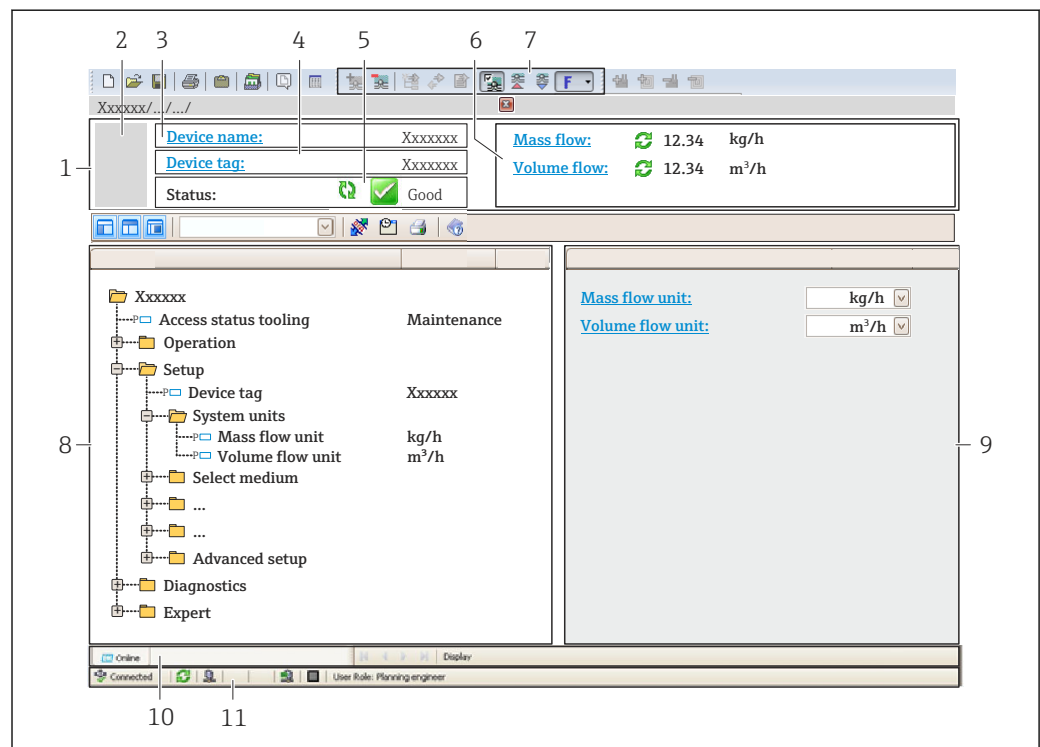 2 3 4 5 6 7
F
Xxxxxx/.../.../
1
Device name: Xxxxxxx
Device tag: Xxxxxxx
Status: Good
Mass flow: 12.34 kg/h
Volume flow: 12.34 m³/h
Xxxxxx
P Access status tooling Maintenance
Operation
Setup
P Device tag Xxxxxx
System units
P Mass flow unit kg/h
P Volume flow unit m³/h
Select medium
...
...
Advanced setup
Diagnostics
Expert
8
Mass flow unit: kg/h
Volume flow unit: m³/h
9
Online Display
Connected User Role: Planning engineer
10 11